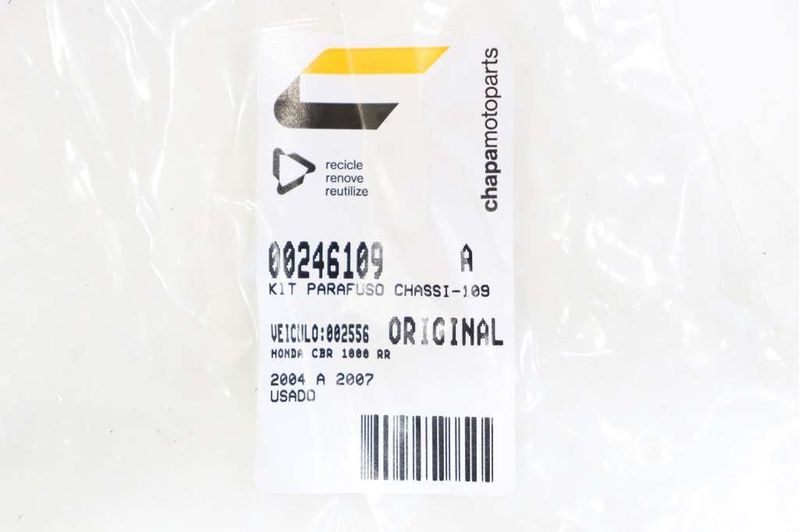 chapamotoparts
recicle
renove
reutilize
00246109 A
KIT PARAFUSO CHASSI-109
VEICULO:002556 ORIGINAL
HONDA CBR 1000 RR
2004 A 2007
USADO